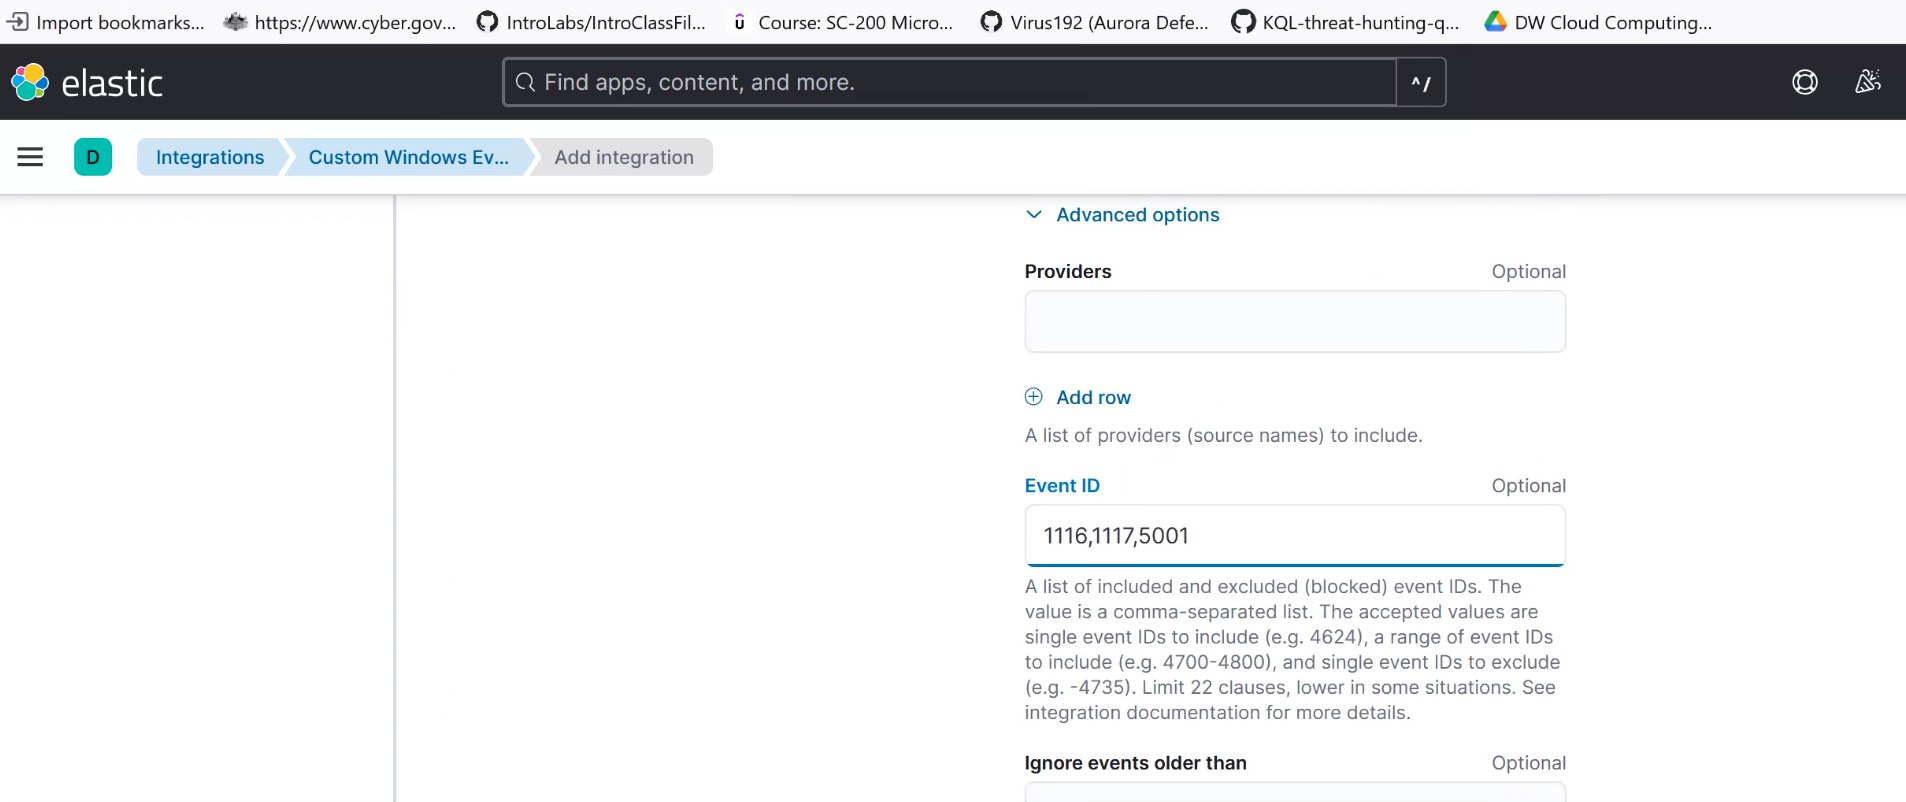 Import bookmarks... https://www.cyber.gov... IntroLabs/IntroClassFil... Course: SC-200 Micro... Virus192 (Aurora Defe... KQL-threat-hunting-q... DW Cloud Computing...
elastic Find apps, content, and more. ^/
D Integrations Custom Windows Ev... Add integration
Advanced options
Providers Optional
Add row
A list of providers (source names) to include.
Event ID Optional
1116,1117,5001
A list of included and excluded (blocked) event IDs. The
value is a comma-separated list. The accepted values are
single event IDs to include (e.g. 4624), a range of event IDs
to include (e.g. 4700-4800), and single event IDs to exclude
(e.g. -4735). Limit 22 clauses, lower in some situations. See
integration documentation for more details.
Ignore events older than Optional